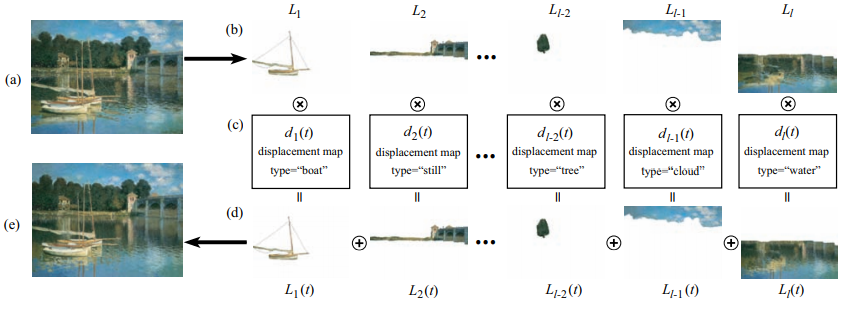 L1 L2 Ll-2 Ll-1 Ll
(b)
(a)
(c)
d1(t) d2(t) dl-2(t) dl-1(t) dl(t)
displacement map displacement map displacement map displacement map displacement map
type=“boat” type=“still” type=“tree” type=“cloud” type=“water”
(d)
(e)
L1(t) L2(t) Ll-2(t) Ll-1(t) Ll(t)